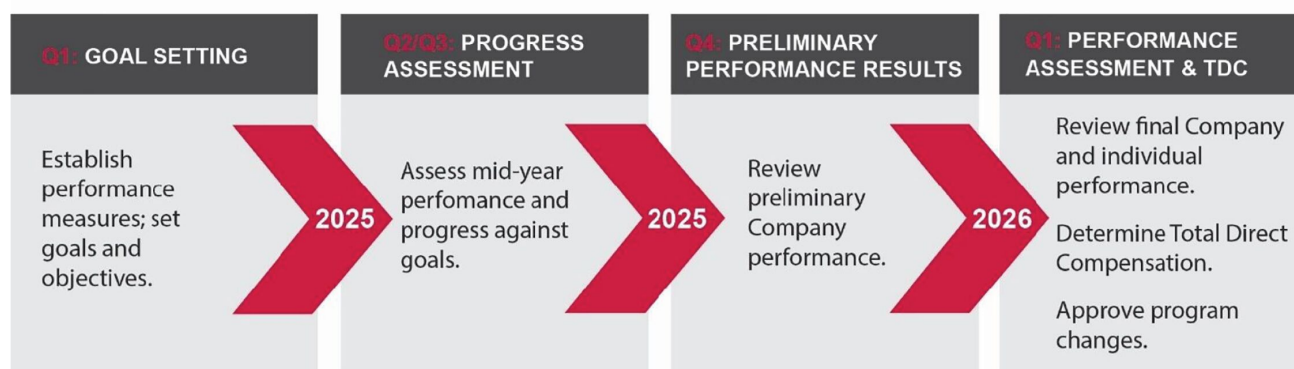 Q1: GOAL SETTING
Establish
performance
measures; set
goals and
objectives.
2025
Q2/Q3: PROGRESS
ASSESSMENT
Assess mid-year
perfomance and
progress against
goals.
2025
Q4: PRELIMINARY
PERFORMANCE RESULTS
Review
preliminary
Company
performance.
2026
Q1: PERFORMANCE
ASSESSMENT & TDC
Review final Company
and individual
performance.
Determine Total Direct
Compensation.
Approve program
changes.